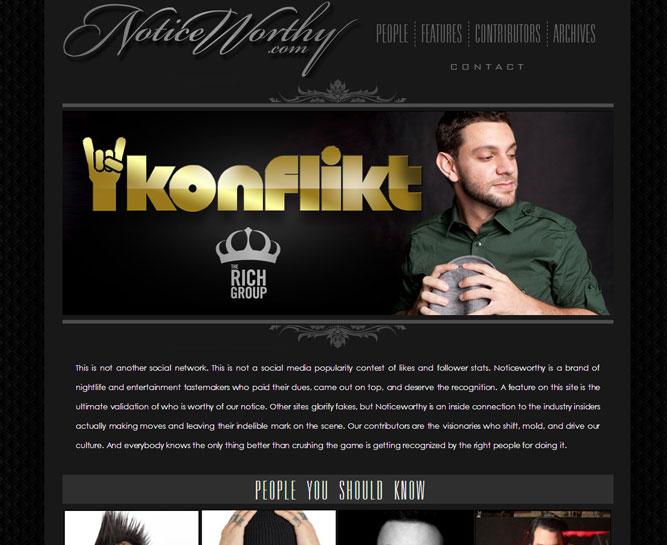 NoticeWorthy
.com
PEOPLE FEATURES CONTRIBUTORS ARCHIVES
CONTACT
konflikt
THE
RICH
GROUP
This is not another social network. This is not a social media popularity contest of likes and follower stats. Noticeworthy is a brand of
nightlife and entertainment tastemakers who paid their dues, came out on top, and deserve the recognition. A feature on this site is the
ultimate validation of who is worthy of our notice. Other sites glorify fakes, but Noticeworthy is an inside connection to the industry insiders
actually making moves and leaving their indelible mark on the scene. Our contributors are the visionaries who shift, mold, and drive our
culture. And everybody knows the only thing better than crushing the game is getting recognized by the right people for doing it.
PEOPLE YOU SHOULD KNOW